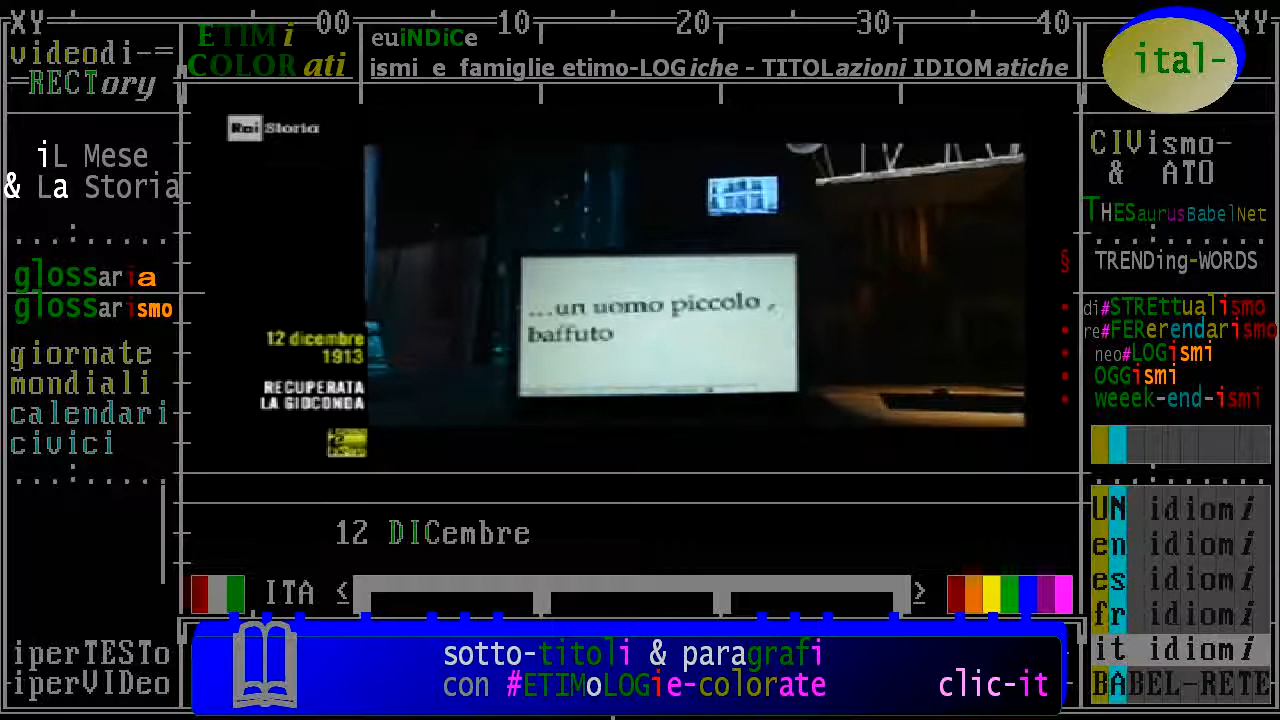 XY 00 10 20 30 40 XY
videodi-=
=RECTory
ETIMi
COLORati
euiNDiCe
ismi e famiglie etimo-LOGiche - TITOLazioni IDIOMatiche
ital-
iL Mese
& La Storia
...:.....
glossaria
glossarismo
giornate
mondiali
calendari
civici
...:.....
iperTESTo
-iperVIDeo
Rai Storia
...un uomo piccolo ,
baffuto
12 dicembre
1913
RECUPERATA
LA GIOCONDA
12 DICembre
ITA < >
sotto-titoli & paragrafi
con #ETIMoLOGie-colorate
clic-it
CIVismo-
& ATO
THESaurusBabelNet
....:....
§ TRENDing-WORDS
di#STREttualismo
re#FERerendarismo
neo#LOGismi
OGGismi
weeek-end-ismi
....:....
UN idiomi
en idiomi
es idiomi
fr idiomi
it idiomi
BABEL-RETE